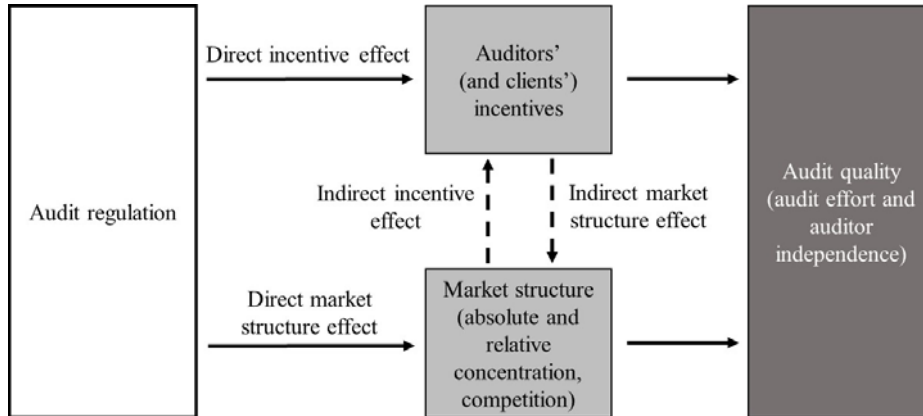 Direct incentive effect
Auditors’
(and clients’)
incentives
Audit regulation
Indirect incentive
effect
Indirect market
structure effect
Audit quality
(audit effort and
auditor
independence)
Direct market
structure effect
Market structure
(absolute and
relative
concentration,
competition)